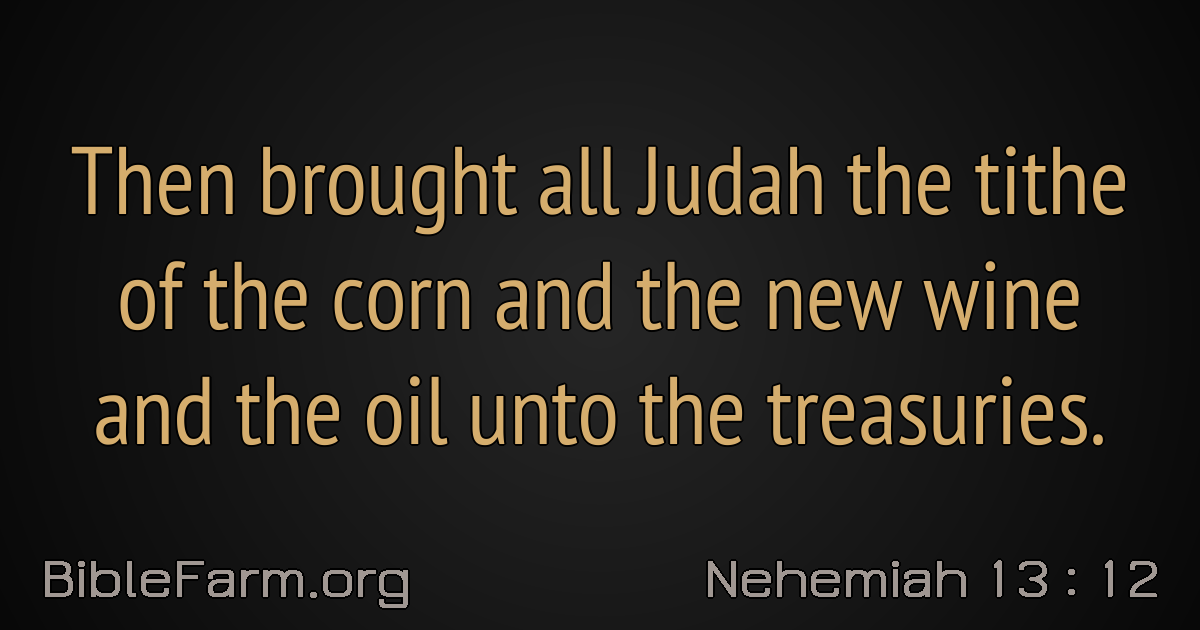 Then brought all Judah the tithe
of the corn and the new wine
and the oil unto the treasuries.
BibleFarm.org
Nehemiah 13 : 12